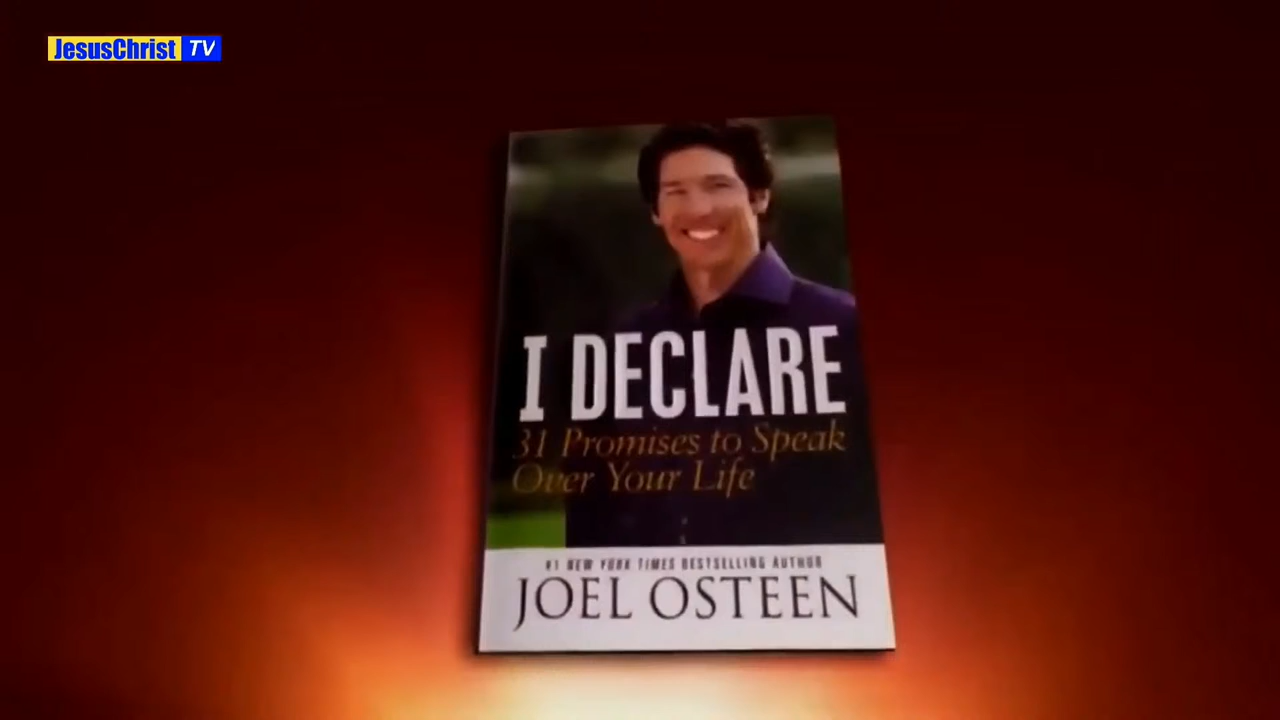 JesusChrist TV
I DECLARE
31 Promises to Speak
Over Your Life
#1 NEW YORK TIMES BESTSELLING AUTHOR
JOEL OSTEEN